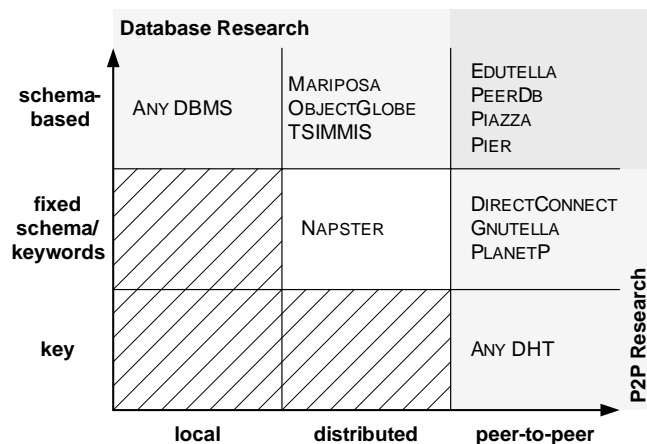 Database Research
schema-
based
ANY DBMS
MARIPOSA
OBJECTGLOBE
TSIMMIS
EDUTELLA
PEERDB
PIAZZA
PIER
fixed
schema/
keywords
NAPSTER
DIRECTCONNECT
GNUTELLA
PLANETP
key
ANY DHT
P2P Research
local
distributed
peer-to-peer